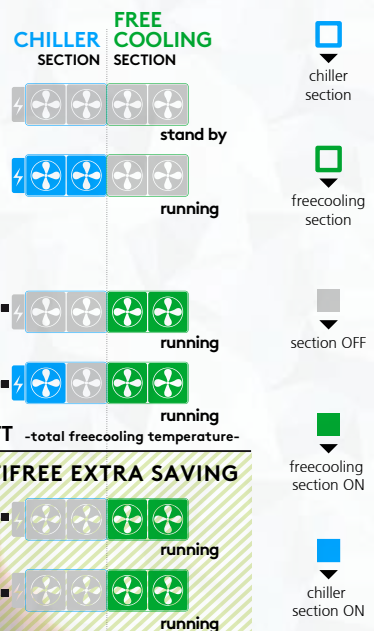 CHILLER
SECTION
FREE
COOLING
SECTION
stand by
running
running
running
-total freecooling temperature-
EXTRA SAVING
running
running
chiller
section
freecooling
section
section OFF
freecooling
section ON
chiller
section ON